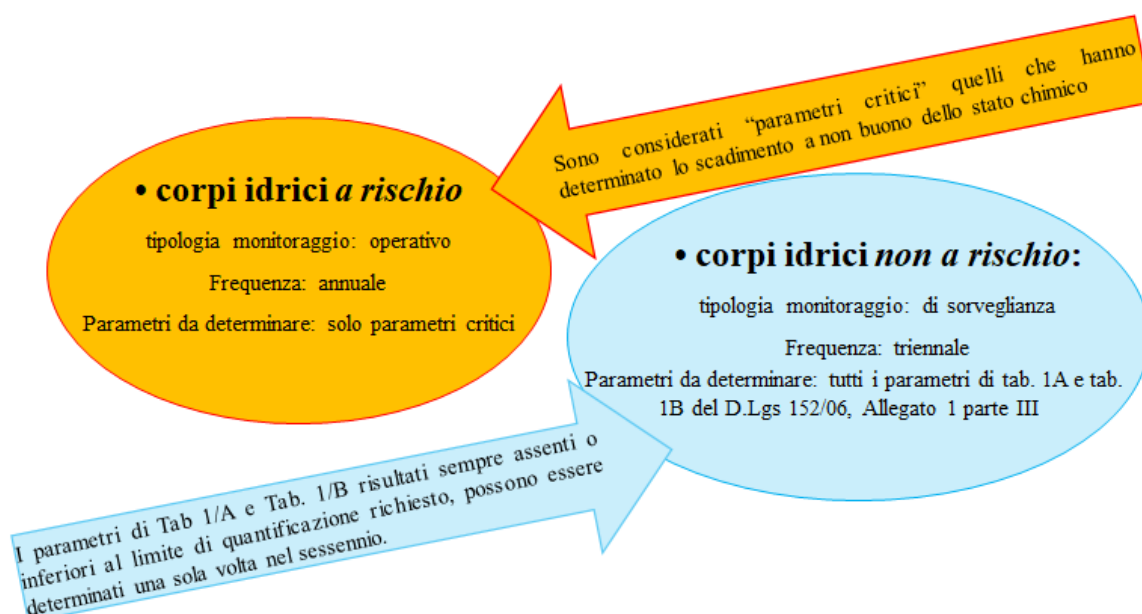 Sono considerati “parametri critici” quelli che hanno
determinato lo scadimento a non buono dello stato chimico
• corpi idrici a rischio
tipologia monitoraggio: operativo
Frequenza: annuale
Parametri da determinare: solo parametri critici
• corpi idrici non a rischio:
tipologia monitoraggio: di sorveglianza
Frequenza: triennale
Parametri da determinare: tutti i parametri di tab. 1A e tab.
1B del D.Lgs 152/06, Allegato 1 parte III
I parametri di Tab 1/A e Tab. 1/B risultati sempre assenti o
inferiori al limite di quantificazione richiesto, possono essere
determinati una sola volta nel sessennio.